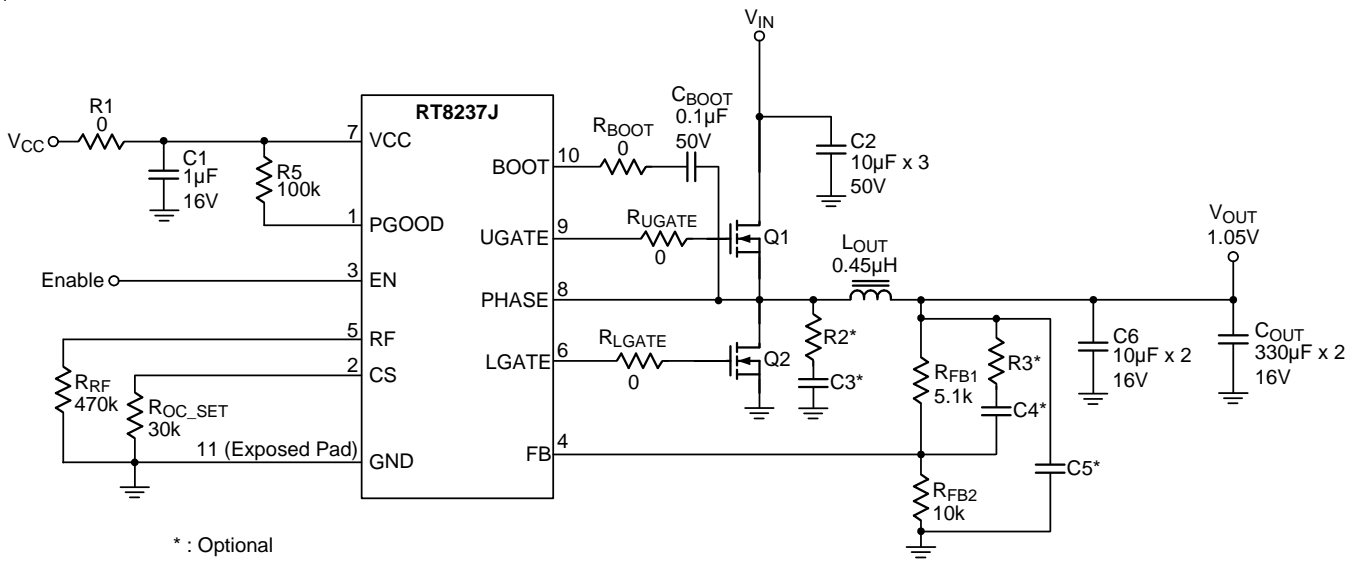 VIN
R1
0
VCC
C1
1µF
16V
R5
100k
RT8237J
7
VCC
1
PGOOD
Enable
3
EN
5
RF
2
CS
RRF
470k
ROC_SET
30k
11 (Exposed Pad)
GND
BOOT
10
UGATE
9
PHASE
8
LGATE
6
FB
4
RBOOT
0
CBOOT
0.1µF
50V
RUGATE
0
RLGATE
0
Q1
Q2
C2
10µF x 3
50V
LOUT
0.45µH
R2*
C3*
RFB1
5.1k
R3*
C4*
C5*
RFB2
10k
C6
10µF x 2
16V
VOUT
1.05V
COUT
330µF x 2
16V
* : Optional